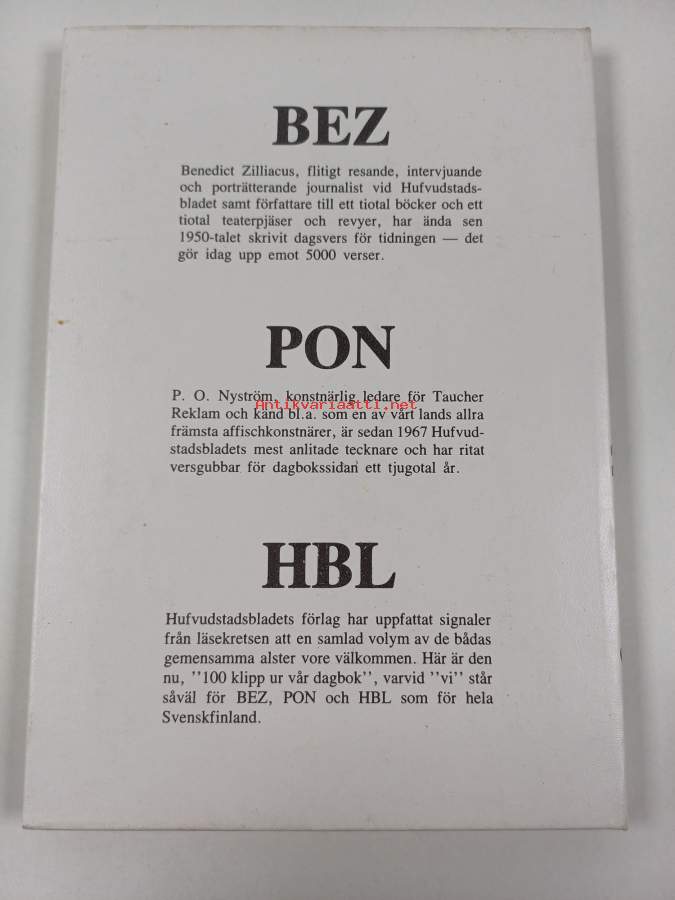 BEZ
Benedict Zilliacus, flitigt resande, intervjuande
och porträtterande journalist vid Hufvudstads-
bladet samt författare till ett tiotal böcker och ett
tiotal teaterpjäser och revyer, har ända sen
1950-talet skrivit dagsvers för tidningen — det
gör idag upp emot 5000 verser.
PON
P. O. Nyström, konstnärlig ledare för Taucher
Antikvariaatti.net
Reklam och känd bl.a. som en av vårt lands allra
främsta affischkonstnärer, är sedan 1967 Hufvud-
stadsbladets mest anlitade tecknare och har ritat
versgubbar för dagbokssidan ett tjugotal år.
HBL
Hufvudstadsbladets förlag har uppfattat signaler
från läsekretsen att en samlad volym av de bådas
gemensamma alster vore välkommen. Här är den
nu, ''100 klipp ur vår dagbok'', varvid ''vi'' står
såväl för BEZ, PON och HBL som för hela
Svenskfinland.